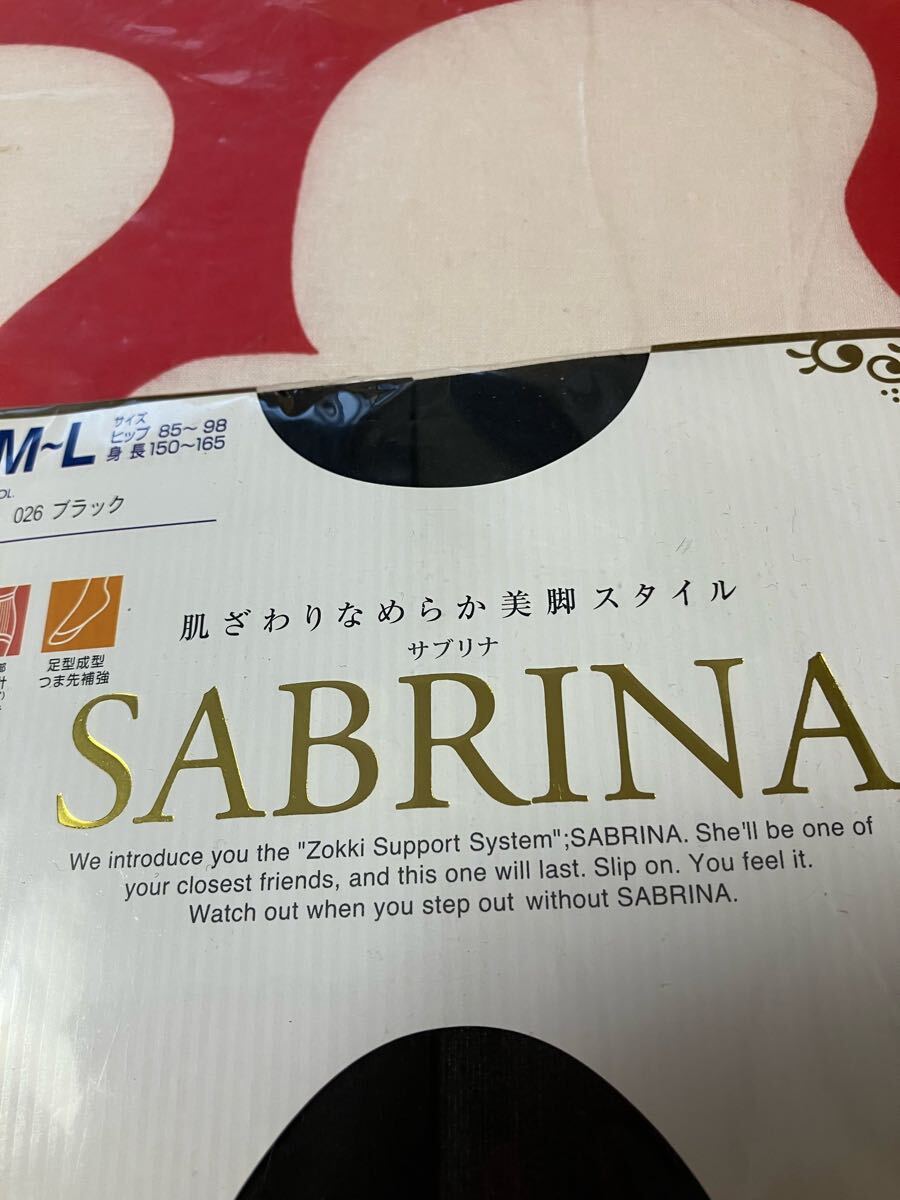 M~L
サイズ
ヒップ 85～98
身長150～165
OL.
026 ブラック
足型成型
つま先補強
肌ざわりなめらか美脚スタイル
サブリナ
SABRINA
We introduce you the "Zokki Support System";SABRINA. She'll be one of
your closest friends, and this one will last. Slip on. You feel it.
Watch out when you step out without SABRINA.